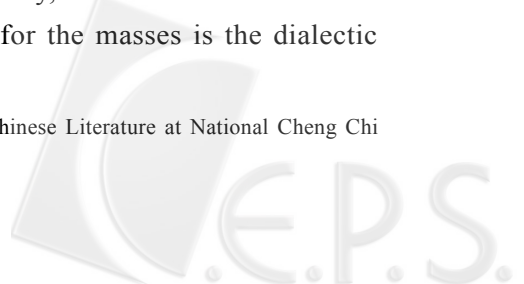 for the masses is the dialectic
hinese Literature at National Cheng Chi
C.E.P.S.